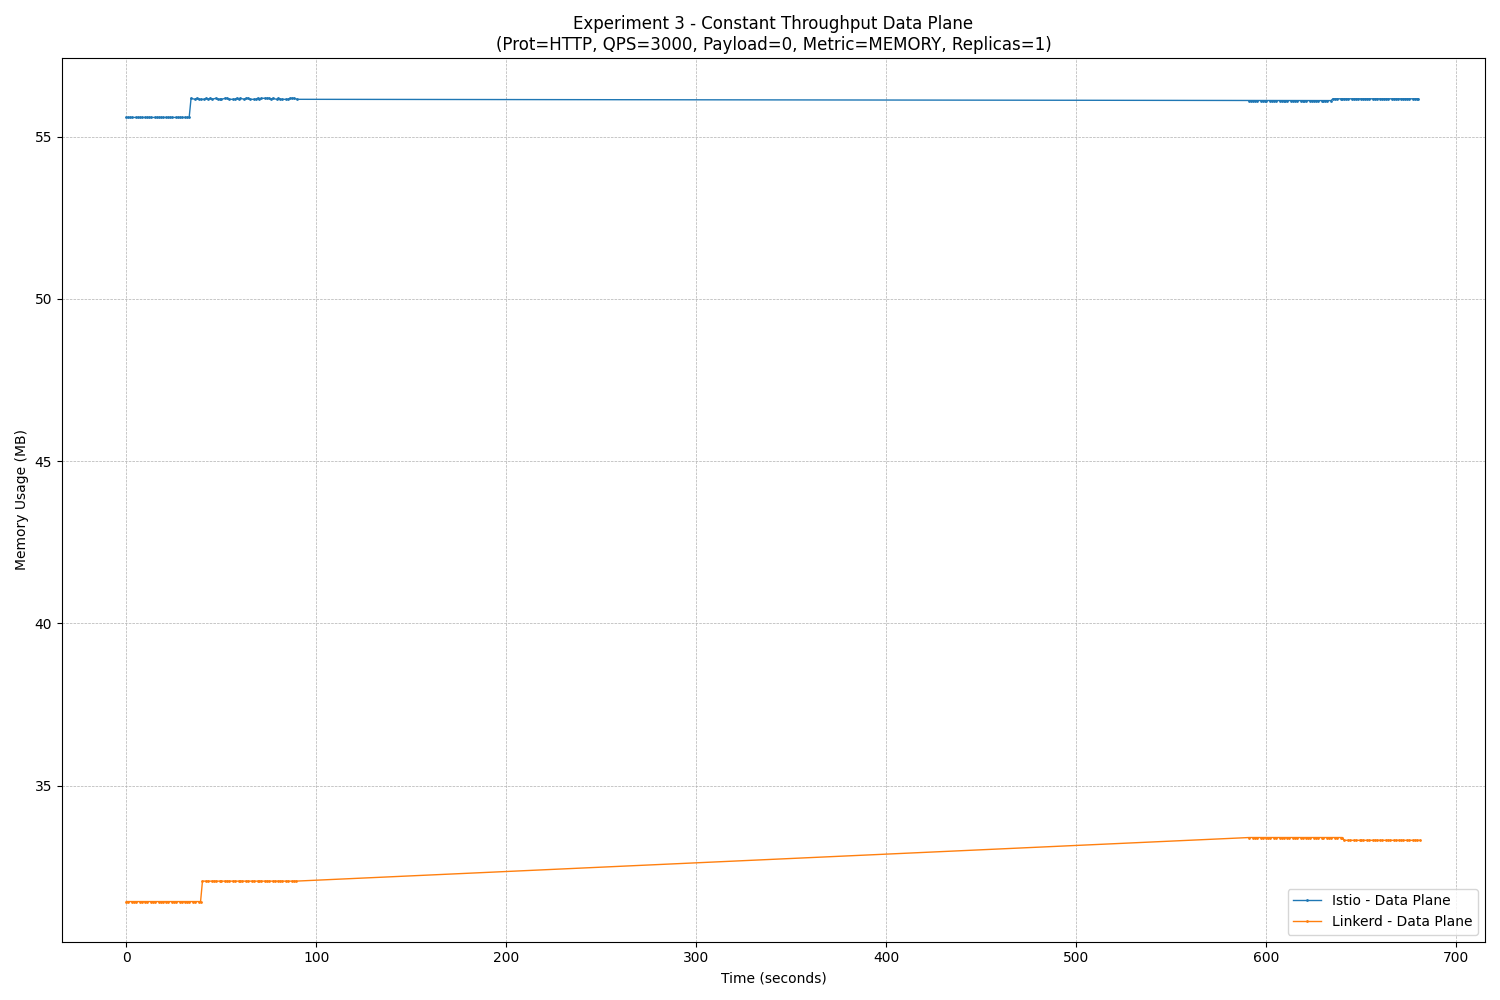 Experiment 3 - Constant Throughput Data Plane
(Prot=HTTP, QPS=3000, Payload=0, Metric=MEMORY, Replicas=1)
Memory Usage (MB)
55
50
45
40
35
0 100 200 300 400 500 600 700
Time (seconds)
Istio - Data Plane
Linkerd - Data Plane